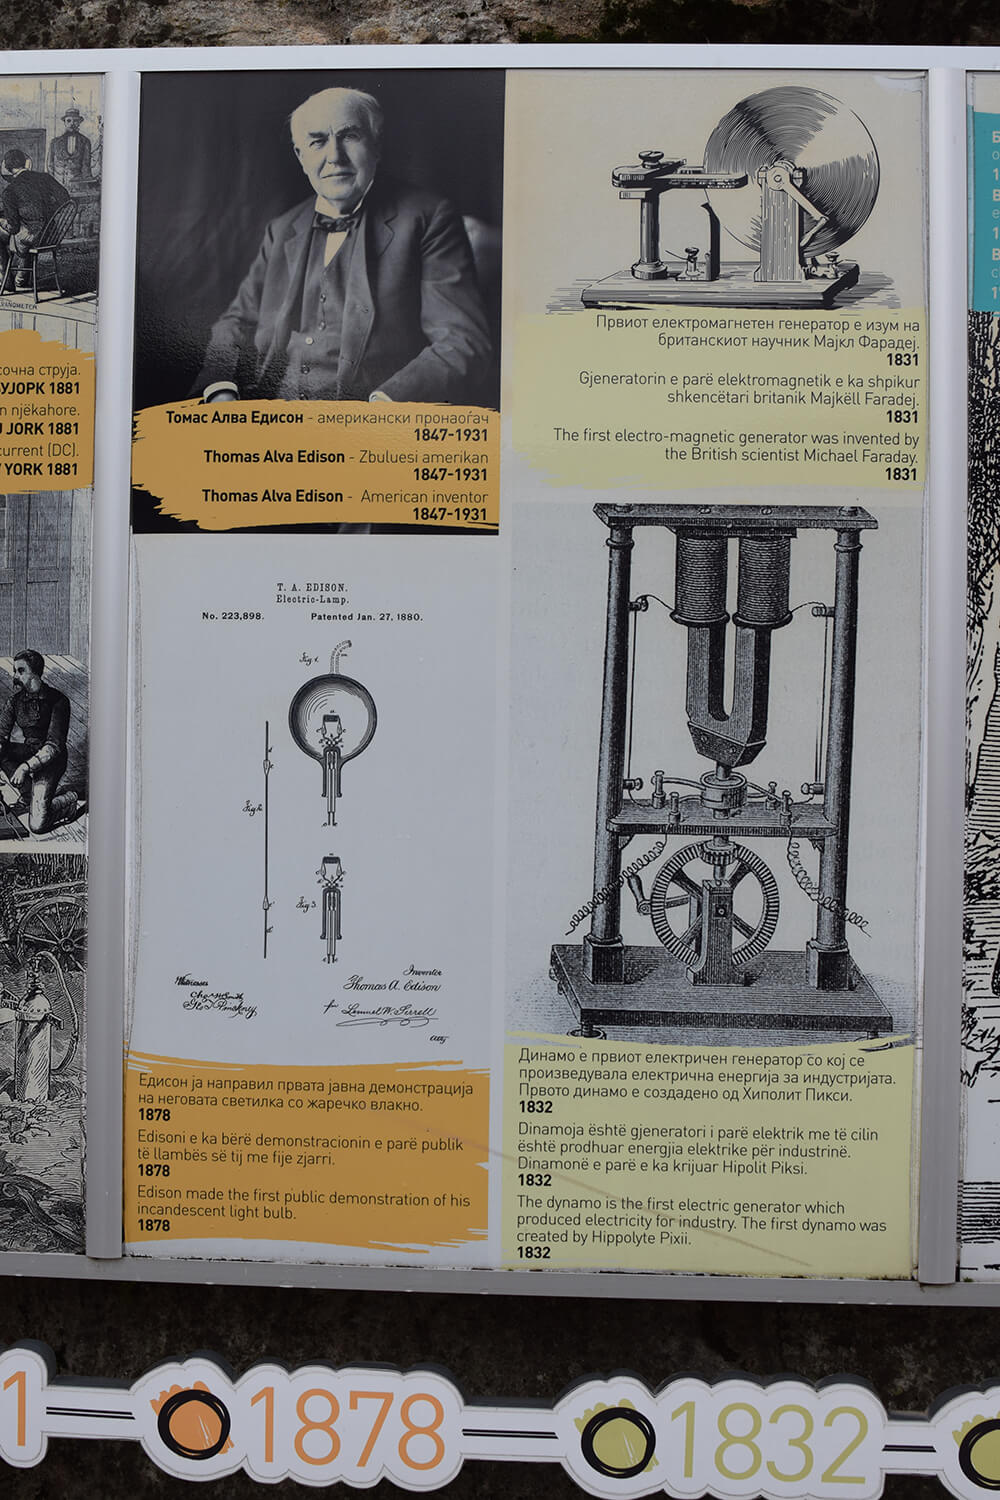 VANOMETER
сочна струја.
УЈОРК 1881
n njëkahore.
J JORK 1881
current (DC).
YORK 1881
Томас Алва Едисон - американски пронаоѓач
1847-1931
Thomas Alva Edison - Zbuluesi amerikan
1847-1931
Thomas Alva Edison - American inventor
1847-1931
T. A. EDISON.
Electric-Lamp.
No. 223,898. Patented Jan. 27, 1880.
Fig 1.
Fig 2.
Fig 3.
Witnesses
Inventor
Thomas A. Edison
for Lemuel W. Serrell
atty
Едисон ја направил првата јавна демонстрација
на неговата светилка со жаречко влакно.
1878
Edisoni e ka bërë demonstracionin e parë publik
të llambës së tij me fije zjarri.
1878
Edison made the first public demonstration of his
incandescent light bulb.
1878
Првиот електромагнетен генератор е изум на
британскиот научник Мајкл Фарадеј.
1831
Gjeneratorin e parë elektromagnetik e ka shpikur
shkencëtari britanik Majkëll Faradej.
1831
The first electro-magnetic generator was invented by
the British scientist Michael Faraday.
1831
Динамо е првиот електричен генератор со кој се
произведувала електрична енергија за индустријата.
Првото динамо е создадено од Хиполит Пикси.
1832
Dinamoja është gjeneratori i parë elektrik me të cilin
është prodhuar energjia elektrike për industrinë.
Dinamonë e parë e ka krijuar Hipolit Piksi.
1832
The dynamo is the first electric generator which
produced electricity for industry. The first dynamo was
created by Hippolyte Pixii.
1832
1
1878
1832